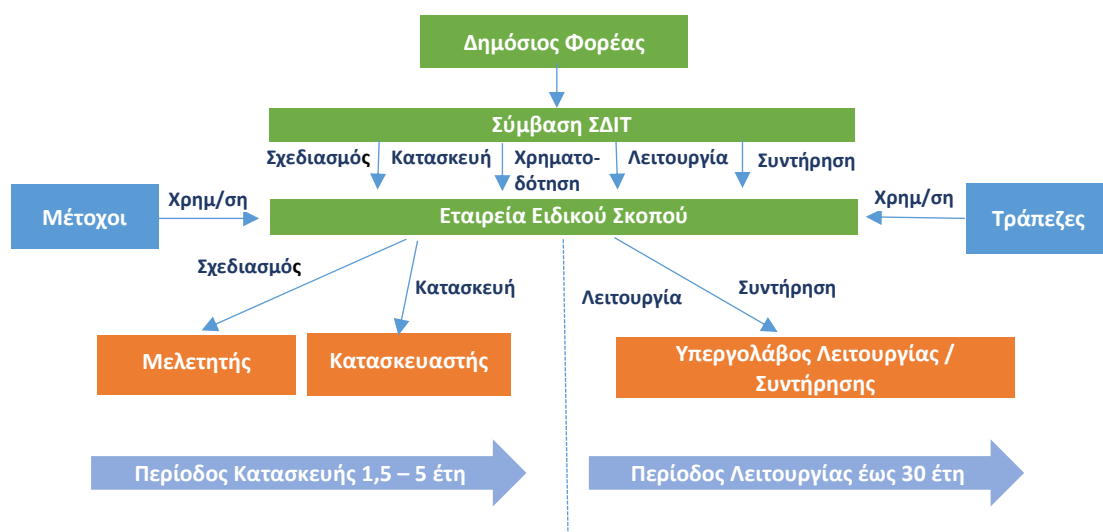 Δημόσιος Φορέας
Σύμβαση ΣΔΙΤ
Σχεδιασμός
Κατασκευή
Χρηματο-
δότηση
Λειτουργία
Συντήρηση
Μέτοχοι
Χρημ/ση
Εταιρεία Ειδικού Σκοπού
Χρημ/ση
Τράπεζες
Σχεδιασμός
Κατασκευή
Λειτουργία
Συντήρηση
Μελετητής
Κατασκευαστής
Υπεργολάβος Λειτουργίας /
Συντήρησης
Περίοδος Κατασκευής 1,5 – 5 έτη
Περίοδος Λειτουργίας έως 30 έτη